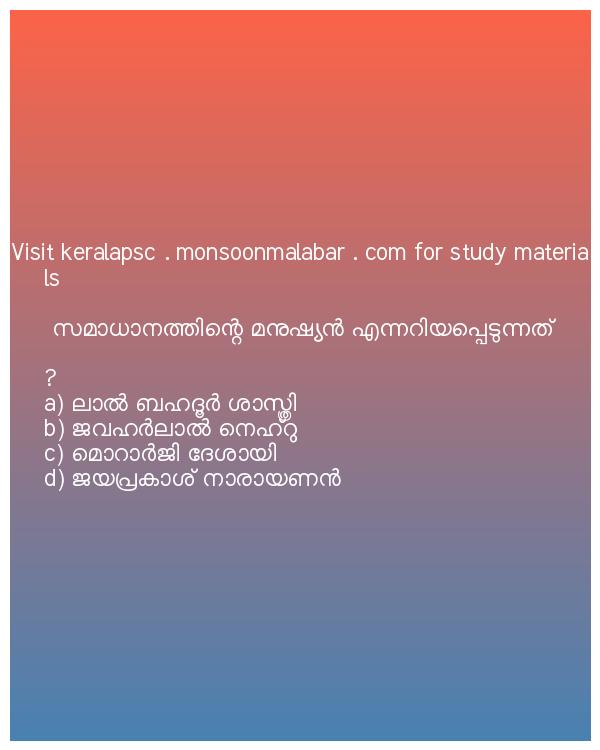 Visit keralapsc . monsoonmalabar . com for study materia
ls
സമാധാനത്തിന്റെ മനുഷ്യൻ എന്നറിയപ്പെടുന്നത്
?
a) ലാൽ ബഹദൂർ ശാസ്ത്രി
b) ജവഹർലാൽ നെഹ്റു
c) മൊറാർജി ദേശായി
d) ജയപ്രകാശ് നാരായണൻ